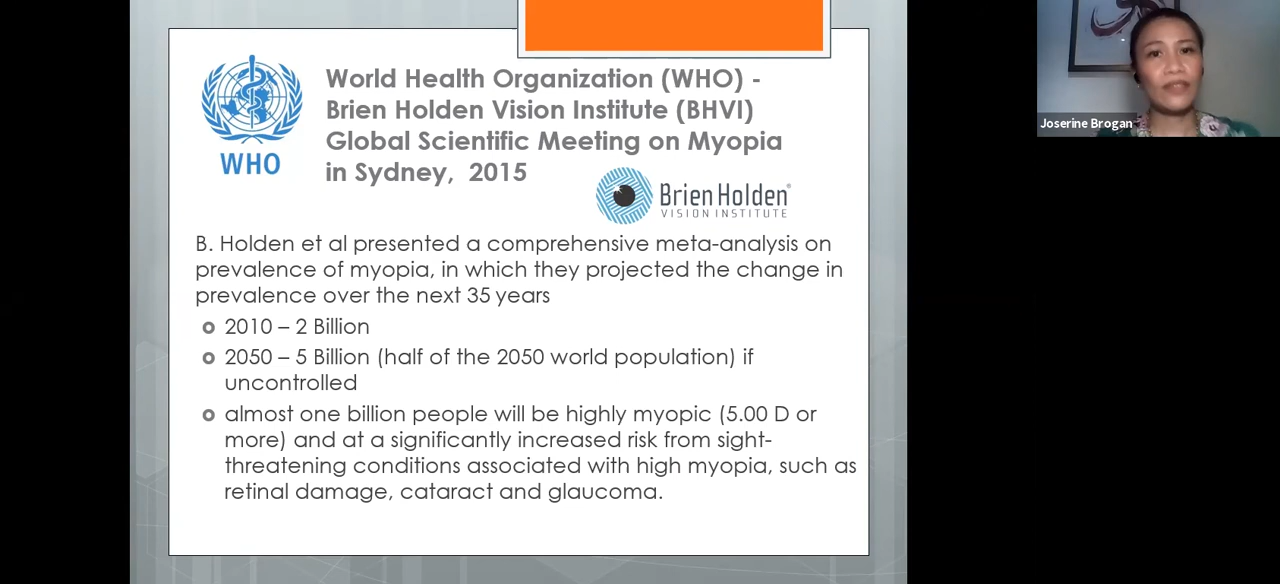 World Health Organization (WHO) -
Brien Holden Vision Institute (BHVI)
Global Scientific Meeting on Myopia
in Sydney, 2015
WHO
Brien Holden®
VISION INSTITUTE
B. Holden et al presented a comprehensive meta-analysis on
prevalence of myopia, in which they projected the change in
prevalence over the next 35 years
2010 – 2 Billion
2050 – 5 Billion (half of the 2050 world population) if
uncontrolled
almost one billion people will be highly myopic (5.00 D or
more) and at a significantly increased risk from sight-
threatening conditions associated with high myopia, such as
retinal damage, cataract and glaucoma.
Joserine Brogan